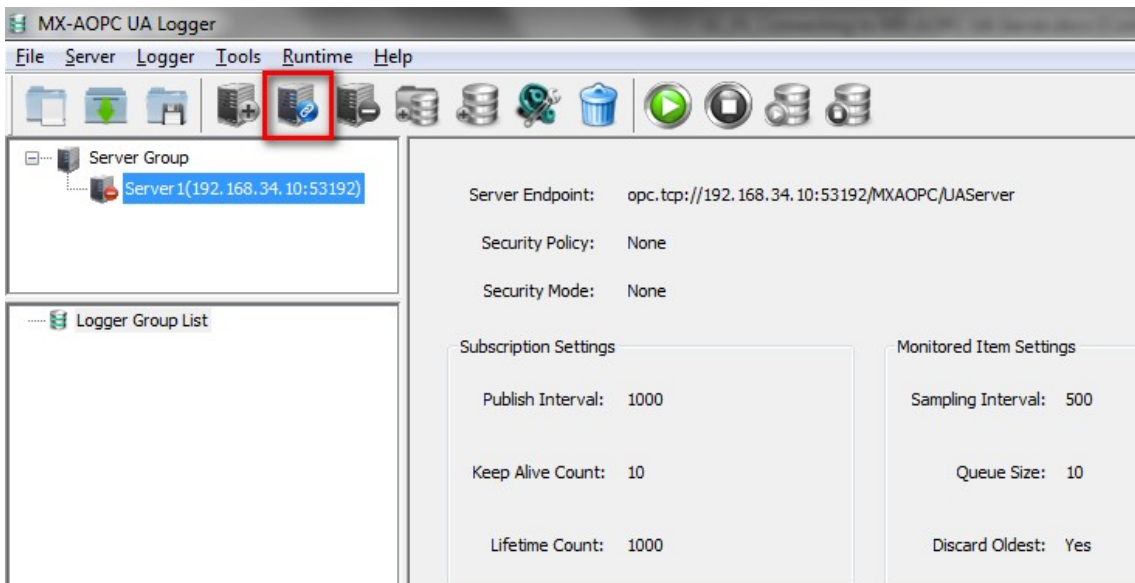 MX-AOPC UA Logger
File Server Logger Tools Runtime Help
Server Group
Server1(192.168.34.10:53192)
Logger Group List
Server Endpoint: opc.tcp://192.168.34.10:53192/MXAOPC/UAServer
Security Policy: None
Security Mode: None
Subscription Settings
Publish Interval: 1000
Keep Alive Count: 10
Lifetime Count: 1000
Monitored Item Settings
Sampling Interval: 500
Queue Size: 10
Discard Oldest: Yes